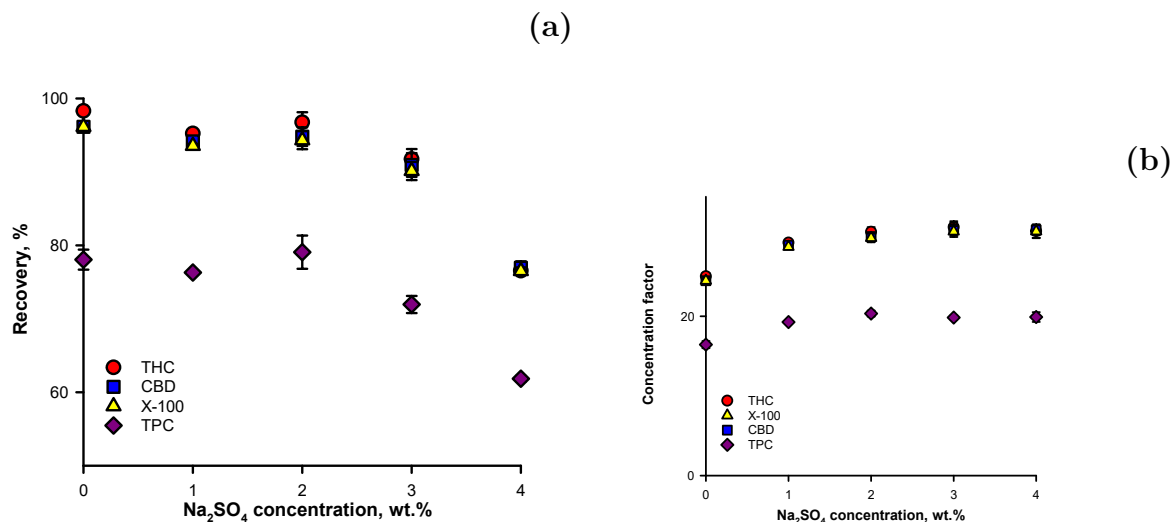 (a)
100
80
60
Recovery, %
THC
CBD
X-100
TPC
0 1 2 3 4
Na₂SO₄ concentration, wt.%
(b)
20
0
Concentration factor
THC
X-100
CBD
TPC
0 1 2 3 4
Na₂SO₄ concentration, wt.%